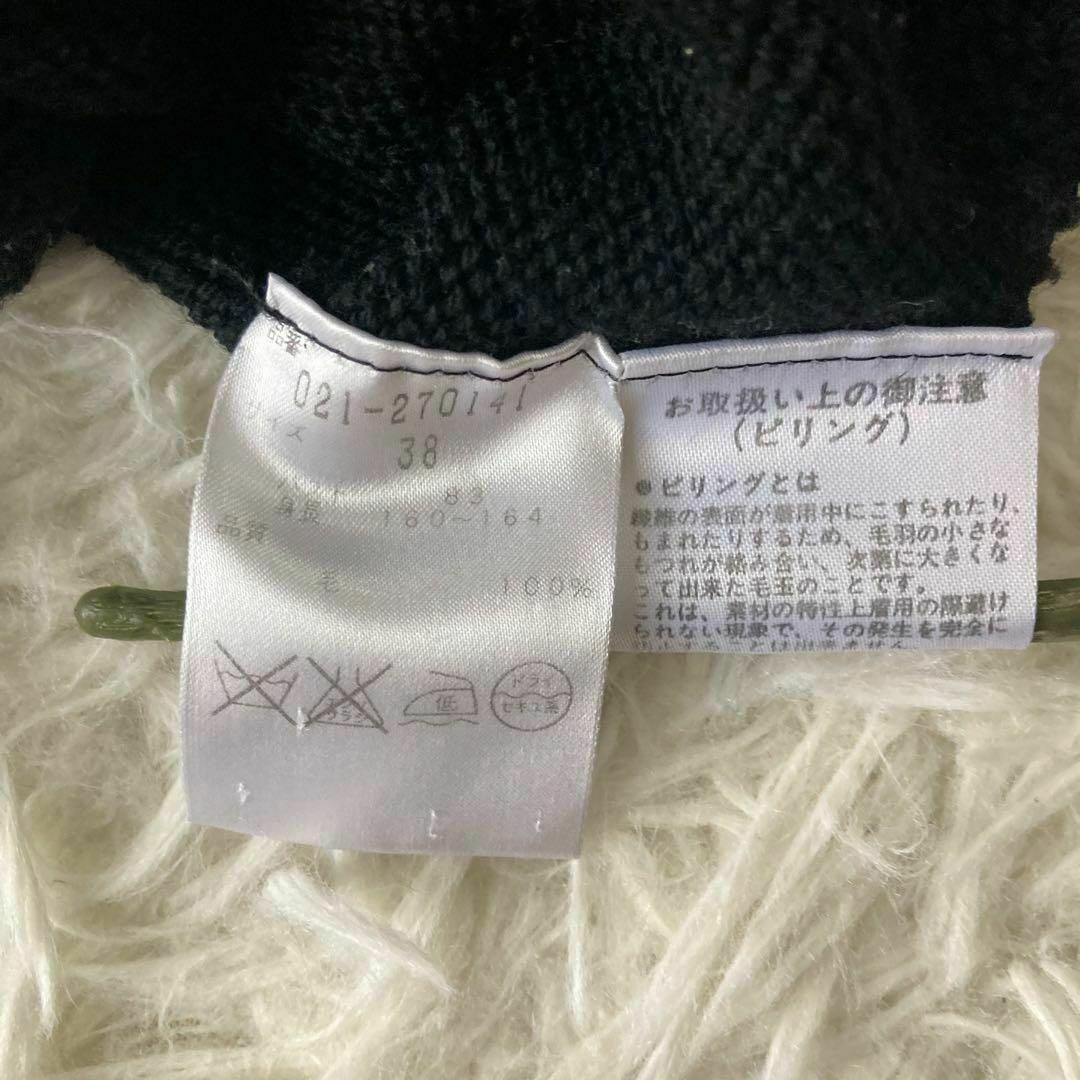 品番
021-270141
サイズ
38
83
身長 160~164
品質
毛 100%
低
ドライ
セキユ系
お取扱い上の御注意
(ピリング)
●ピリングとは
繊維の表面が着用中にこすられたり、
もまれたりするため、毛羽の小さな
もつれが絡み合い、次第に大きくな
って出来た毛玉のことです。
これは、素材の特性上着用の際避け
られない現象で、その発生を完全に